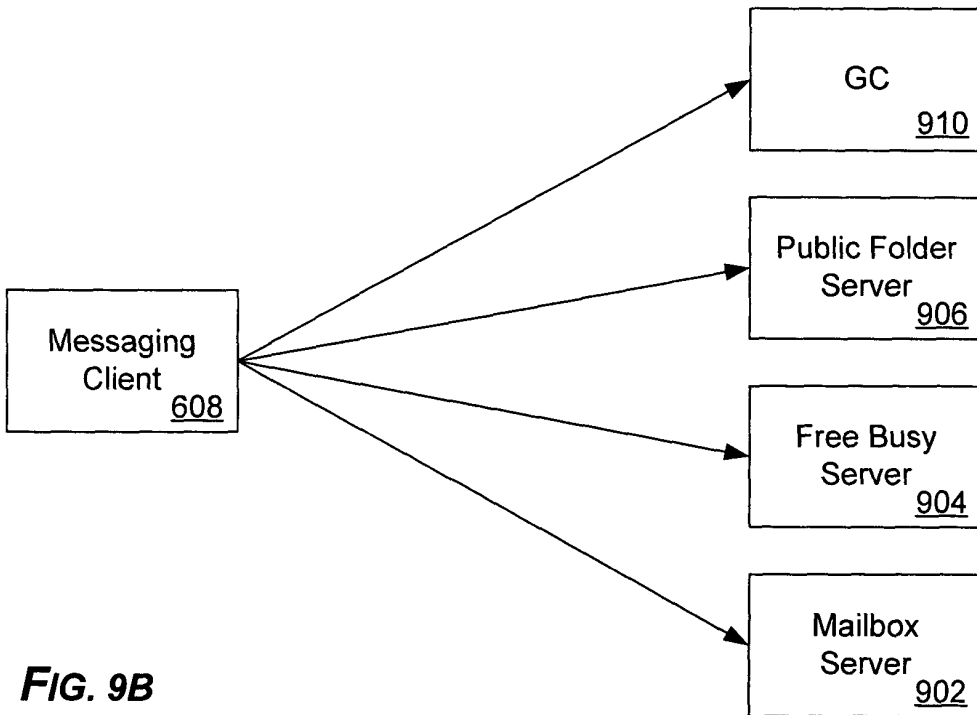 GC
910
Public Folder
Server
906
Messaging
Client
608
Free Busy
Server
904
Mailbox
Server
902
FIG. 9B